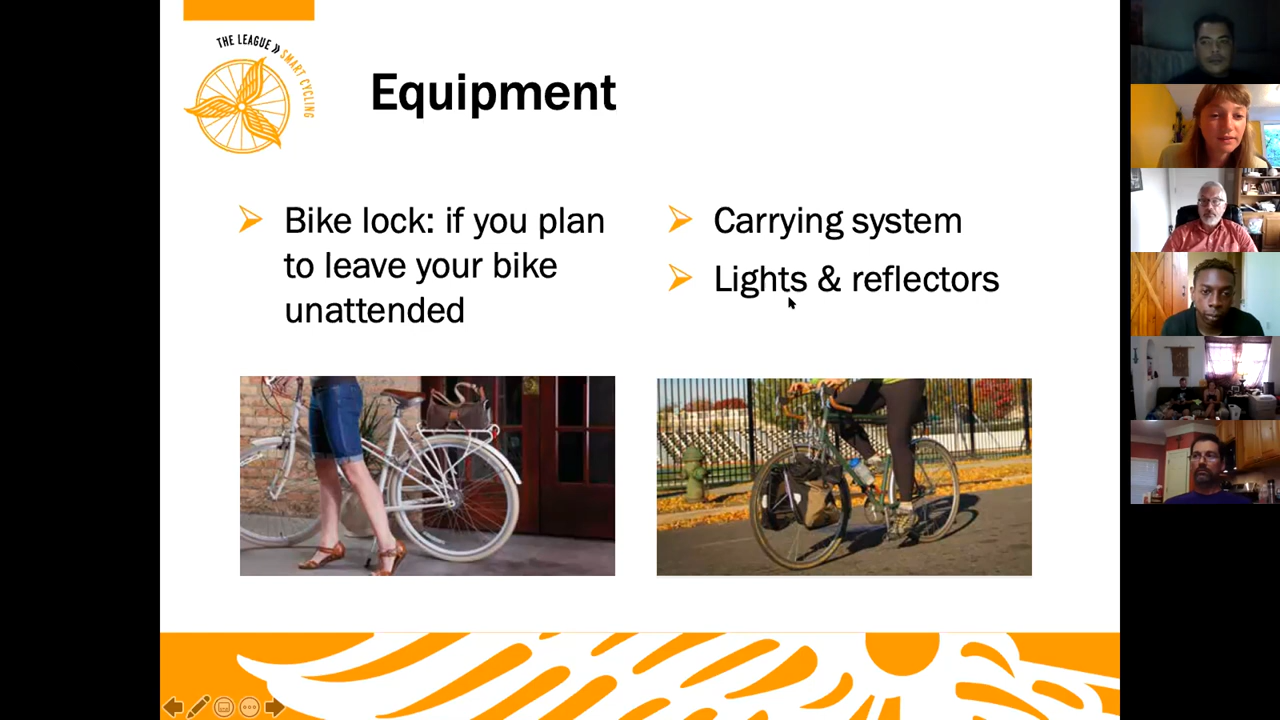 THE LEAGUE » SMART CYCLING
Equipment
Bike lock: if you plan
to leave your bike
unattended
Carrying system
Lights & reflectors